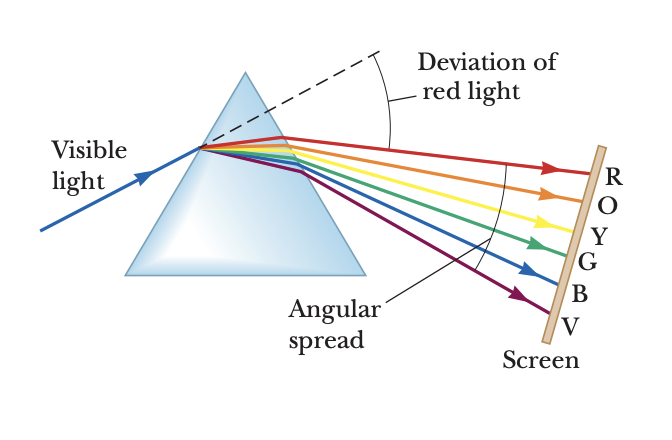 Deviation of
red light
Visible
light
R
O
Y
G
B
V
Angular
spread
Screen